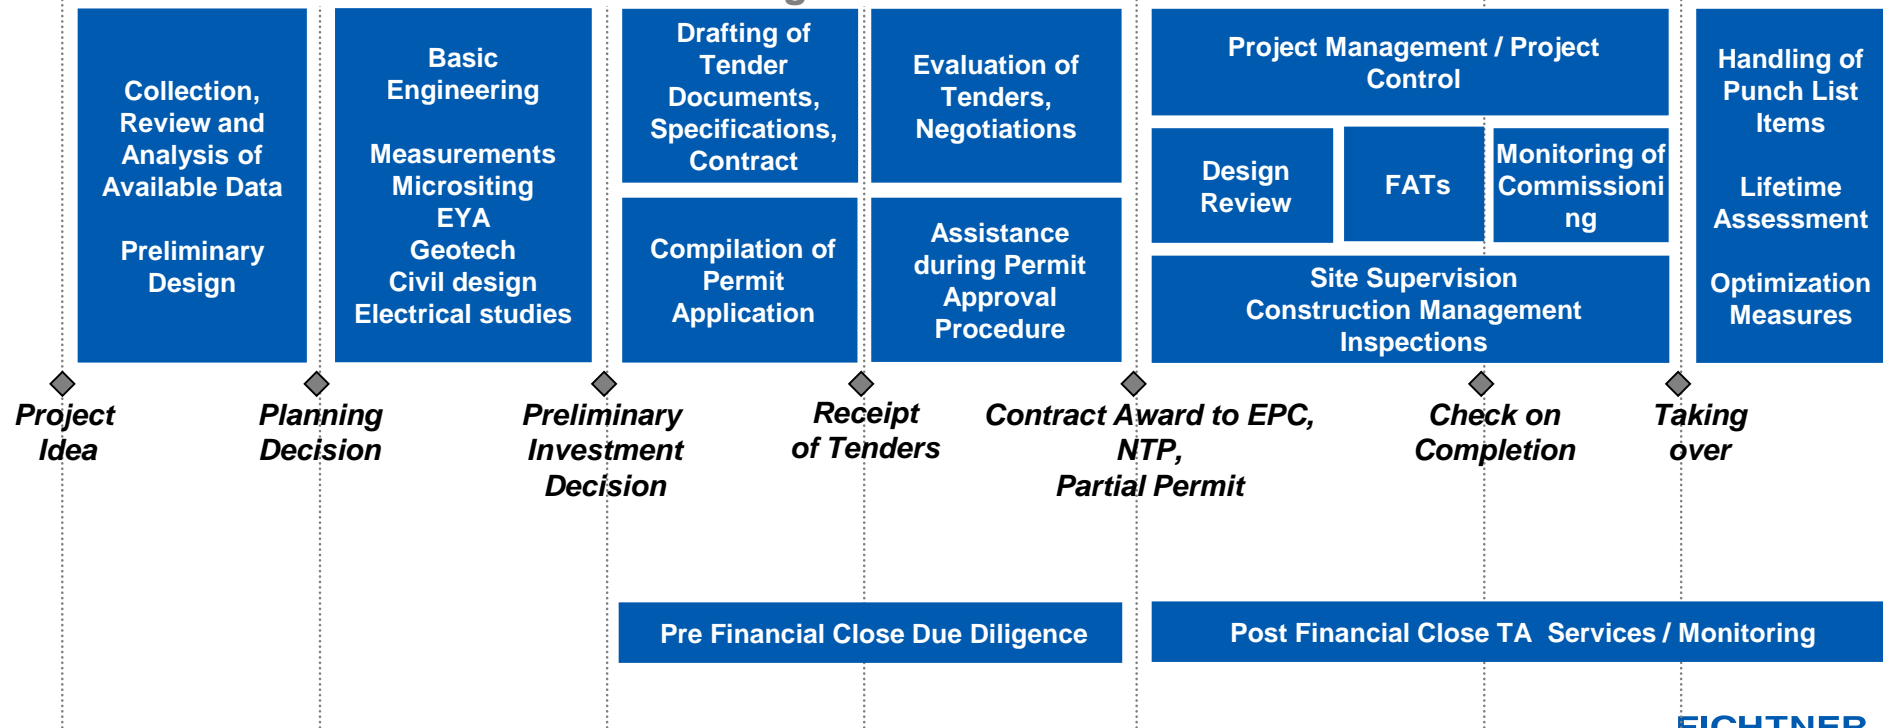 Collection,
Review and
Analysis of
Available Data
Preliminary
Design
Basic
Engineering
Measurements
Micrositing
EYA
Geotech
Civil design
Electrical studies
Drafting of
Tender
Documents,
Specifications,
Contract
Compilation of
Permit
Application
Evaluation of
Tenders,
Negotiations
Assistance
during Permit
Approval
Procedure
Project Management / Project
Control
Design
Review
FATs
Monitoring of
Commissioni
ng
Site Supervision
Construction Management
Inspections
Handling of
Punch List
Items
Lifetime
Assessment
Optimization
Measures
Project
Idea
Planning
Decision
Preliminary
Investment
Decision
Receipt
of Tenders
Contract Award to EPC,
NTP,
Partial Permit
Check on
Completion
Taking
over
Pre Financial Close Due Diligence
Post Financial Close TA  Services / Monitoring
FICHTNER